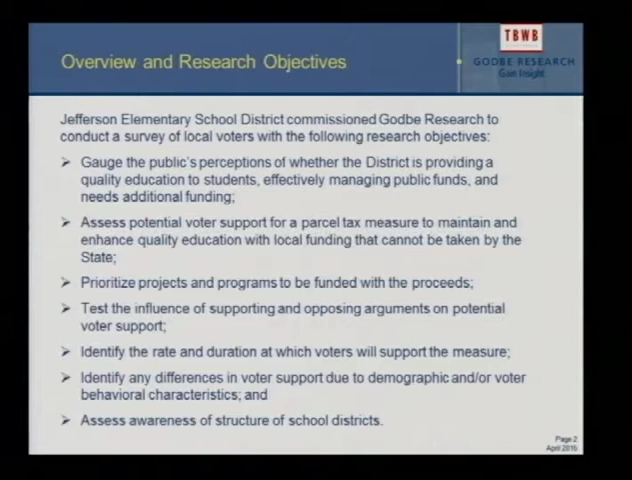 TBWB
Overview and Research Objectives
GODBE RESEARCH
Gain Insight
Jefferson Elementary School District commissioned Godbe Research to
conduct a survey of local voters with the following research objectives:
➢ Gauge the public's perceptions of whether the District is providing a
quality education to students, effectively managing public funds, and
needs additional funding;
➢ Assess potential voter support for a parcel tax measure to maintain and
enhance quality education with local funding that cannot be taken by the
State;
➢ Prioritize projects and programs to be funded with the proceeds;
➢ Test the influence of supporting and opposing arguments on potential
voter support;
➢ Identify the rate and duration at which voters will support the measure;
➢ Identify any differences in voter support due to demographic and/or voter
behavioral characteristics; and
➢ Assess awareness of structure of school districts.
Page 2
April 2016